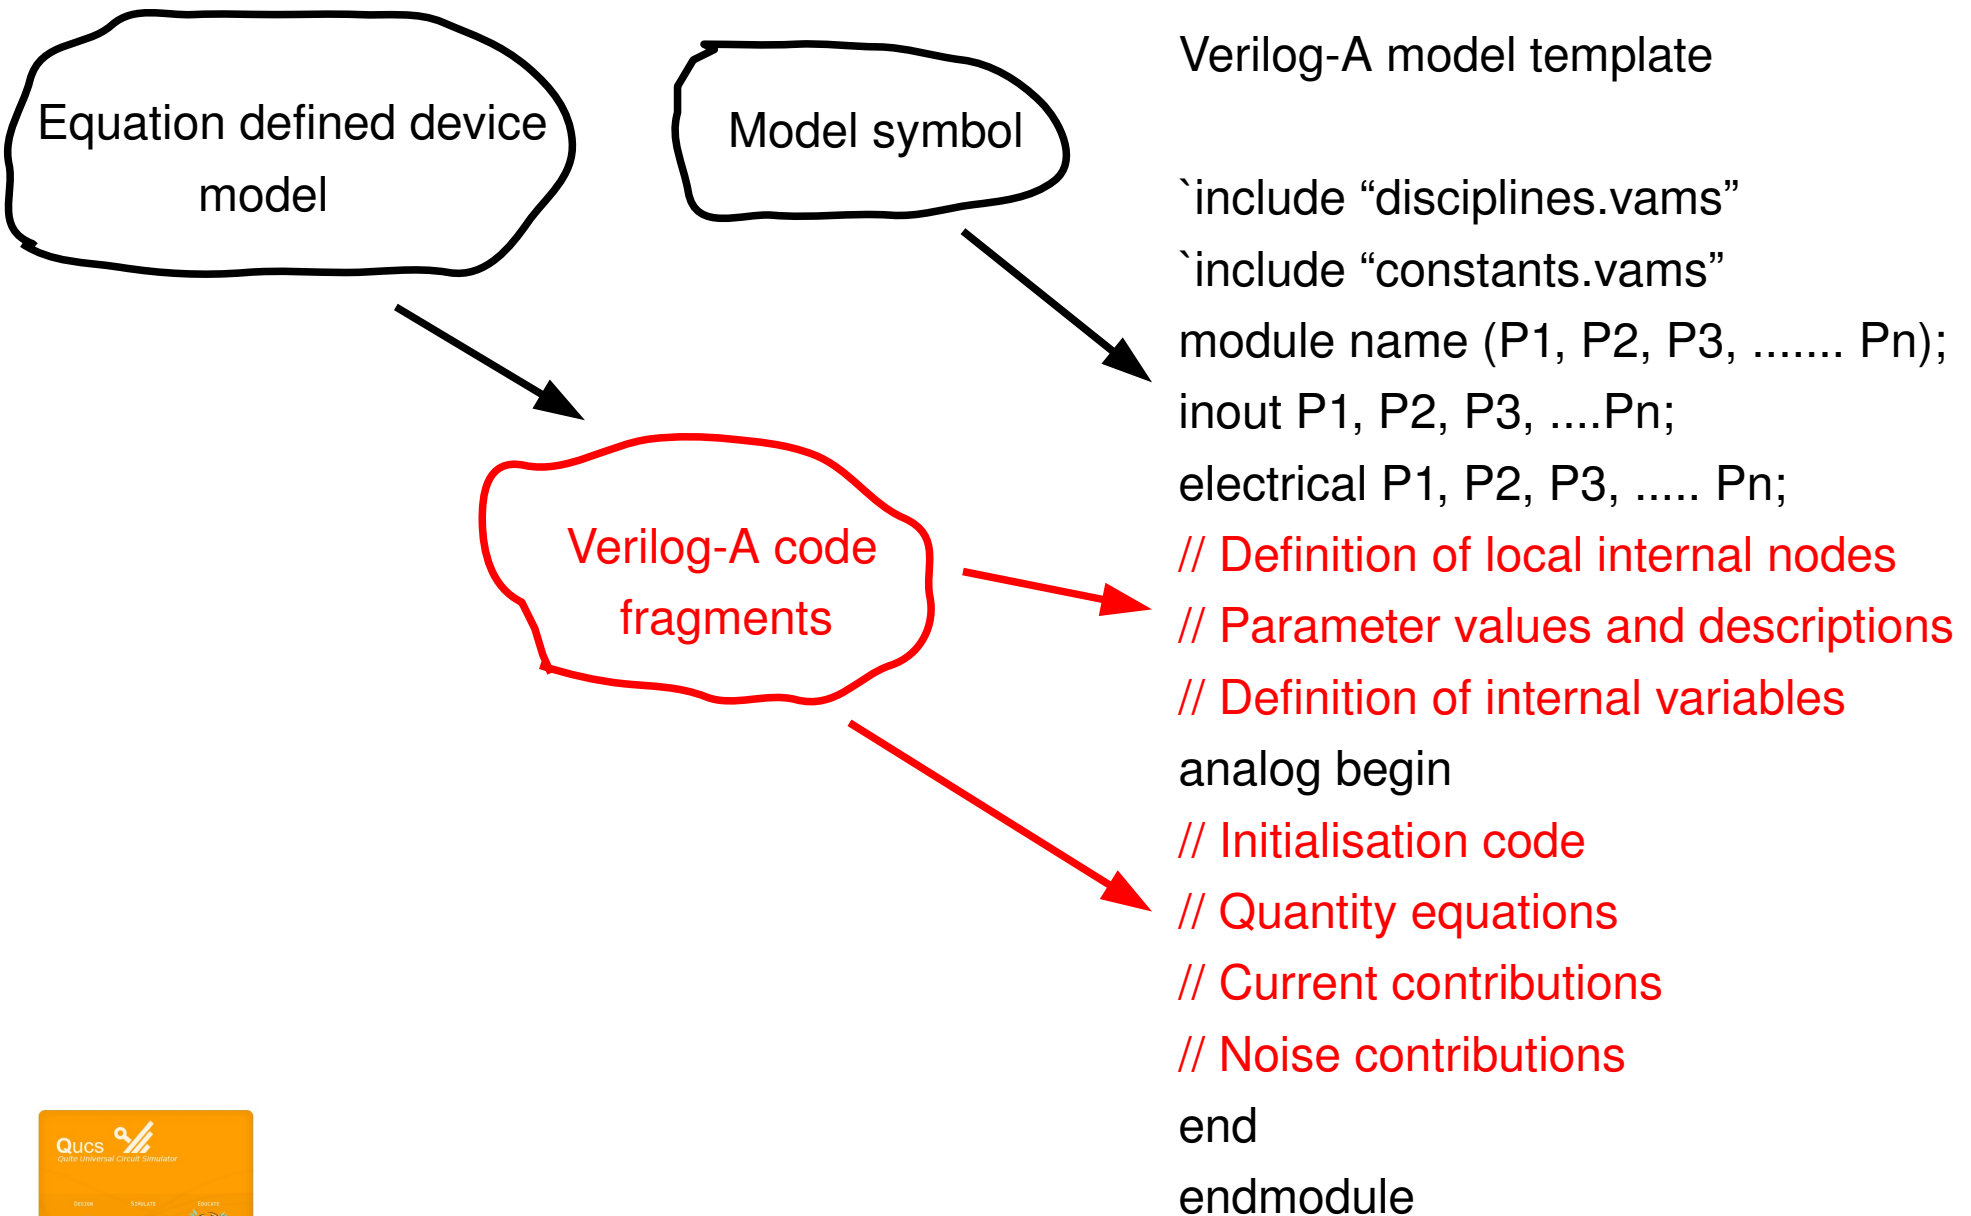 Equation defined device
model
Model symbol
Verilog-A code
fragments
Verilog-A model template
`include “disciplines.vams”
`include “constants.vams”
module name (P1, P2, P3, ....... Pn);
inout P1, P2, P3, ....Pn;
electrical P1, P2, P3, ..... Pn;
// Definition of local internal nodes
// Parameter values and descriptions
// Definition of internal variables
analog begin
// Initialisation code
// Quantity equations
// Current contributions
// Noise contributions
end
endmodule
Qucs
Quite Universal Circuit Simulator
DESIGN SIMULATE EDUCATE